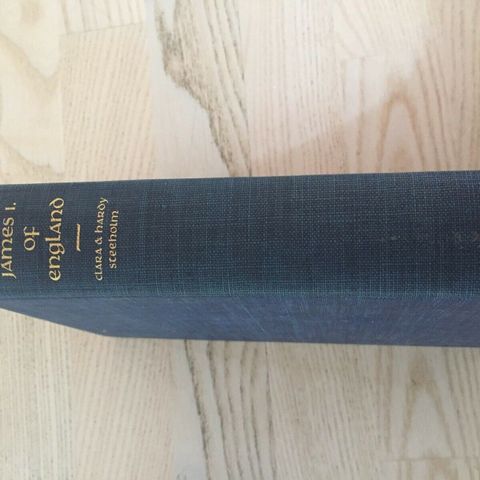 James I.
of
England
Clara & Hardy
Steeholm